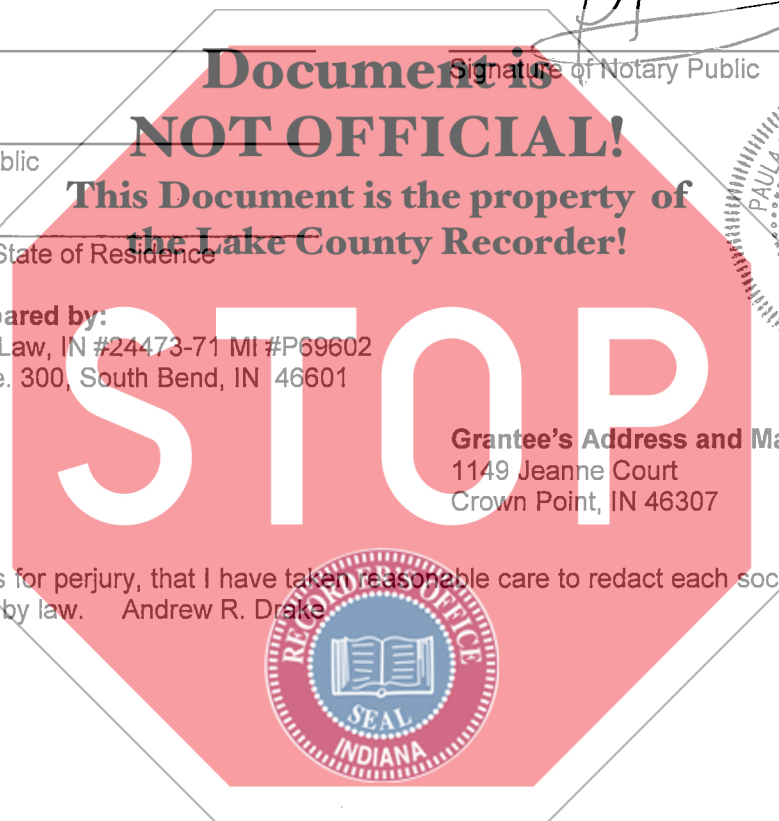 Document is
Signature of Notary Public
NOT OFFICIAL!
blic
This Document is the property of
the Lake County Recorder!
State of Residence
PAULA
ared by:
Law, IN #24473-71 MI #P69602
e. 300, South Bend, IN 46601
STOP
Grantee's Address and Ma
1149 Jeanne Court
Crown Point, IN 46307
s for perjury, that I have taken reasonable care to redact each soc
by law. Andrew R. Drake
RECORDER'S OFFICE
SEAL
INDIANA